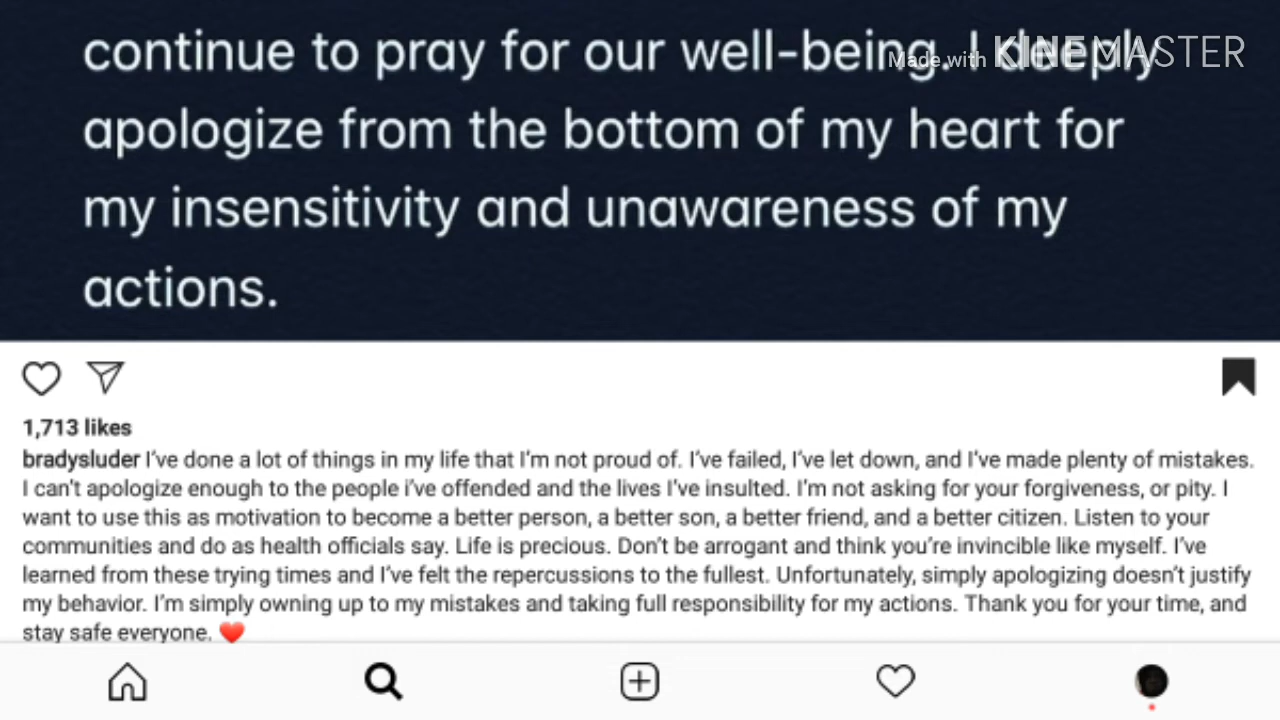 continue to pray for our well-being. I deeply
Made with KINEMASTER
apologize from the bottom of my heart for
my insensitivity and unawareness of my
actions.
1,713 likes
bradysluder I've done a lot of things in my life that I'm not proud of. I've failed, I've let down, and I've made plenty of mistakes.
I can't apologize enough to the people i've offended and the lives I've insulted. I'm not asking for your forgiveness, or pity. I
want to use this as motivation to become a better person, a better son, a better friend, and a better citizen. Listen to your
communities and do as health officials say. Life is precious. Don't be arrogant and think you're invincible like myself. I've
learned from these trying times and I've felt the repercussions to the fullest. Unfortunately, simply apologizing doesn't justify
my behavior. I'm simply owning up to my mistakes and taking full responsibility for my actions. Thank you for your time, and
stay safe everyone. ❤️